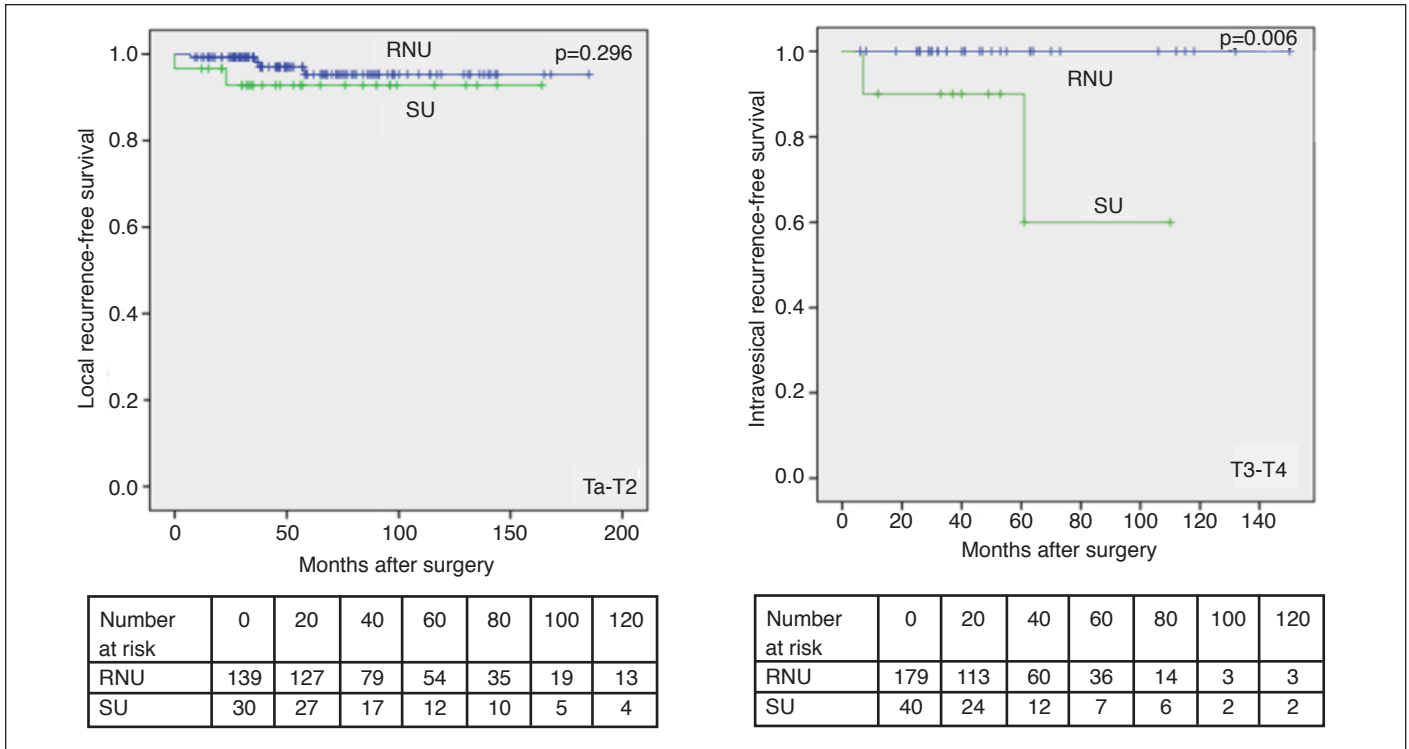 1.0
0.8
0.6
0.4
0.2
0.0
Local recurrence-free survival
RNU
p=0.296
SU
Ta-T2
0 50 100 150 200
Months after surgery
Number at risk 0 20 40 60 80 100 120
RNU 139 127 79 54 35 19 13
SU 30 27 17 12 10 5 4
1.0
0.8
0.6
0.4
0.2
0.0
Intravesical recurrence-free survival
p=0.006
RNU
SU
T3-T4
0 20 40 60 80 100 120 140
Months after surgery
Number at risk 0 20 40 60 80 100 120
RNU 179 113 60 36 14 3 3
SU 40 24 12 7 6 2 2